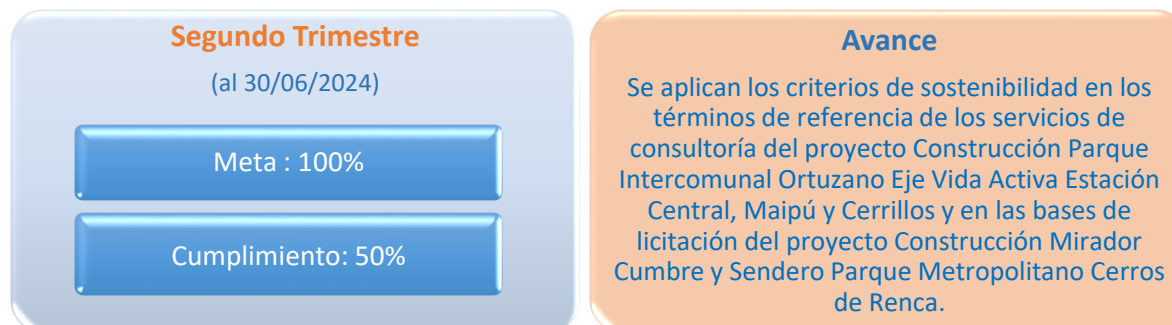 Segundo Trimestre
(al 30/06/2024)
Meta : 100%
Cumplimiento: 50%
Avance
Se aplican los criterios de sostenibilidad en los
términos de referencia de los servicios de
consultoría del proyecto Construcción Parque
Intercomunal Ortuzano Eje Vida Activa Estación
Central, Maipú y Cerrillos y en las bases de
licitación del proyecto Construcción Mirador
Cumbre y Sendero Parque Metropolitano Cerros
de Renca.